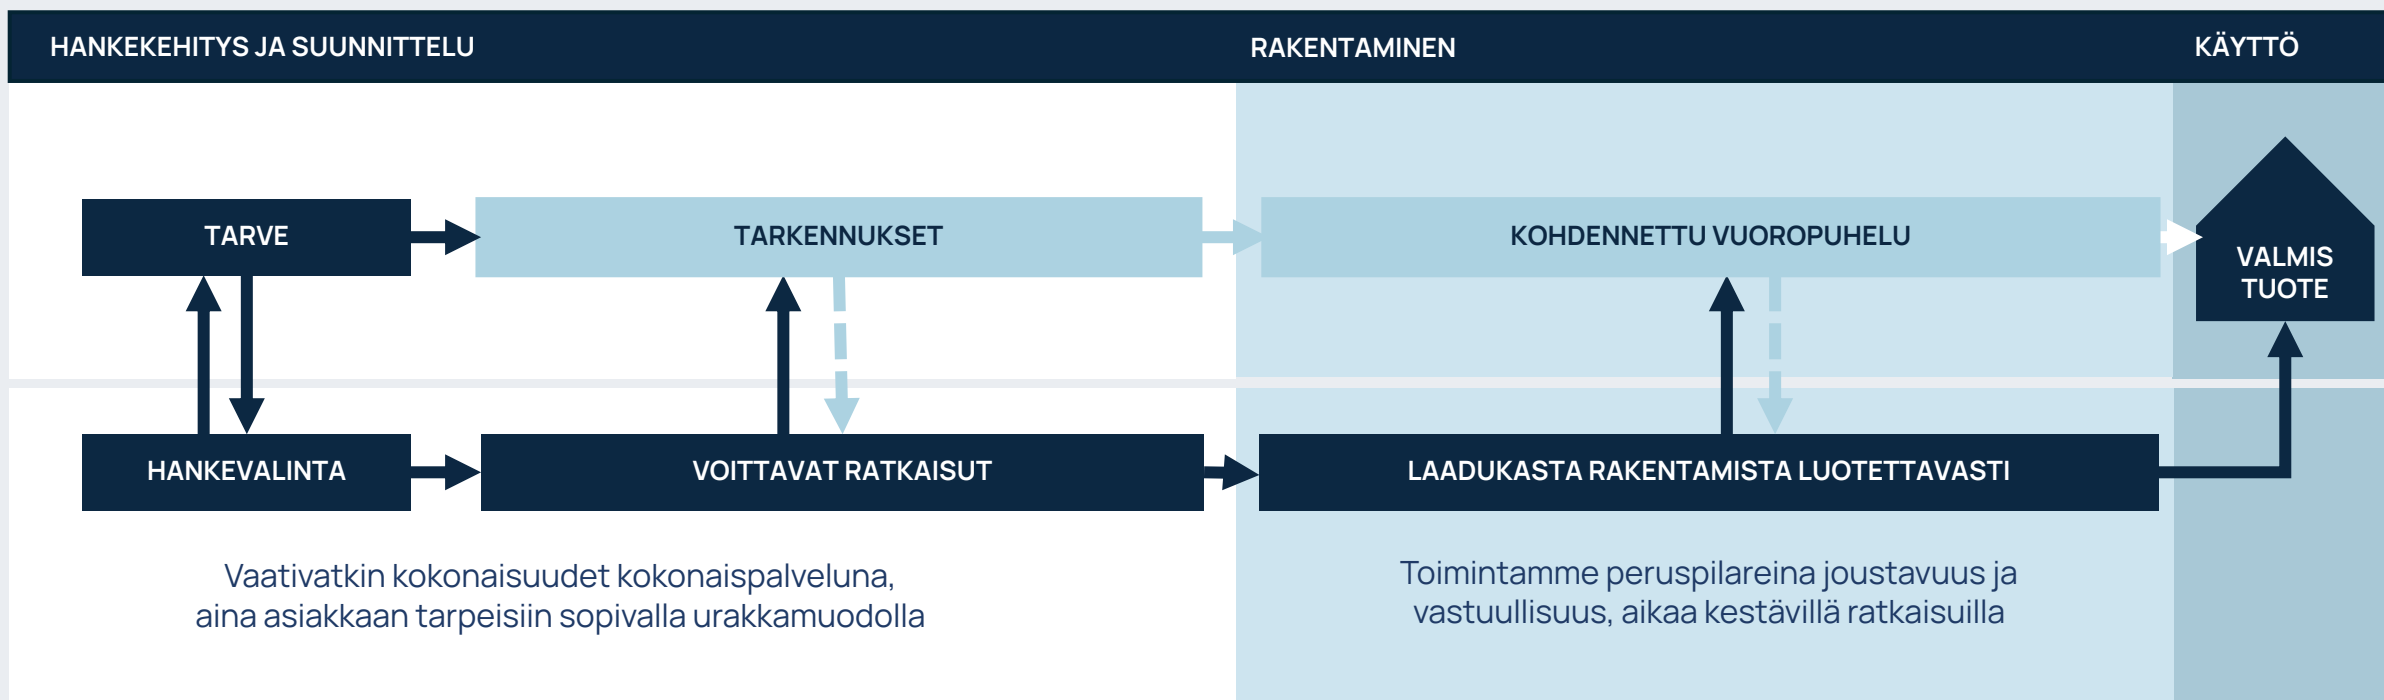 HANKEKEHITYS JA SUUNNITTELU
RAKENTAMINEN
KÄYTTÖ
TARVE
TARKENNUKSET
KOHDENNETTU VUOROPUHELU
VALMIS
TUOTE
HANKEVALINTA
VOITTAVAT RATKAISUT
LAADUKASTA RAKENTAMISTA LUOTETTAVASTI
Vaativatkin kokonaisuudet kokonaispalveluna,
aina asiakkaan tarpeisiin sopivalla urakkamuodolla
Toimintamme peruspilareina joustavuus ja
vastuullisuus, aikaa kestävillä ratkaisuilla